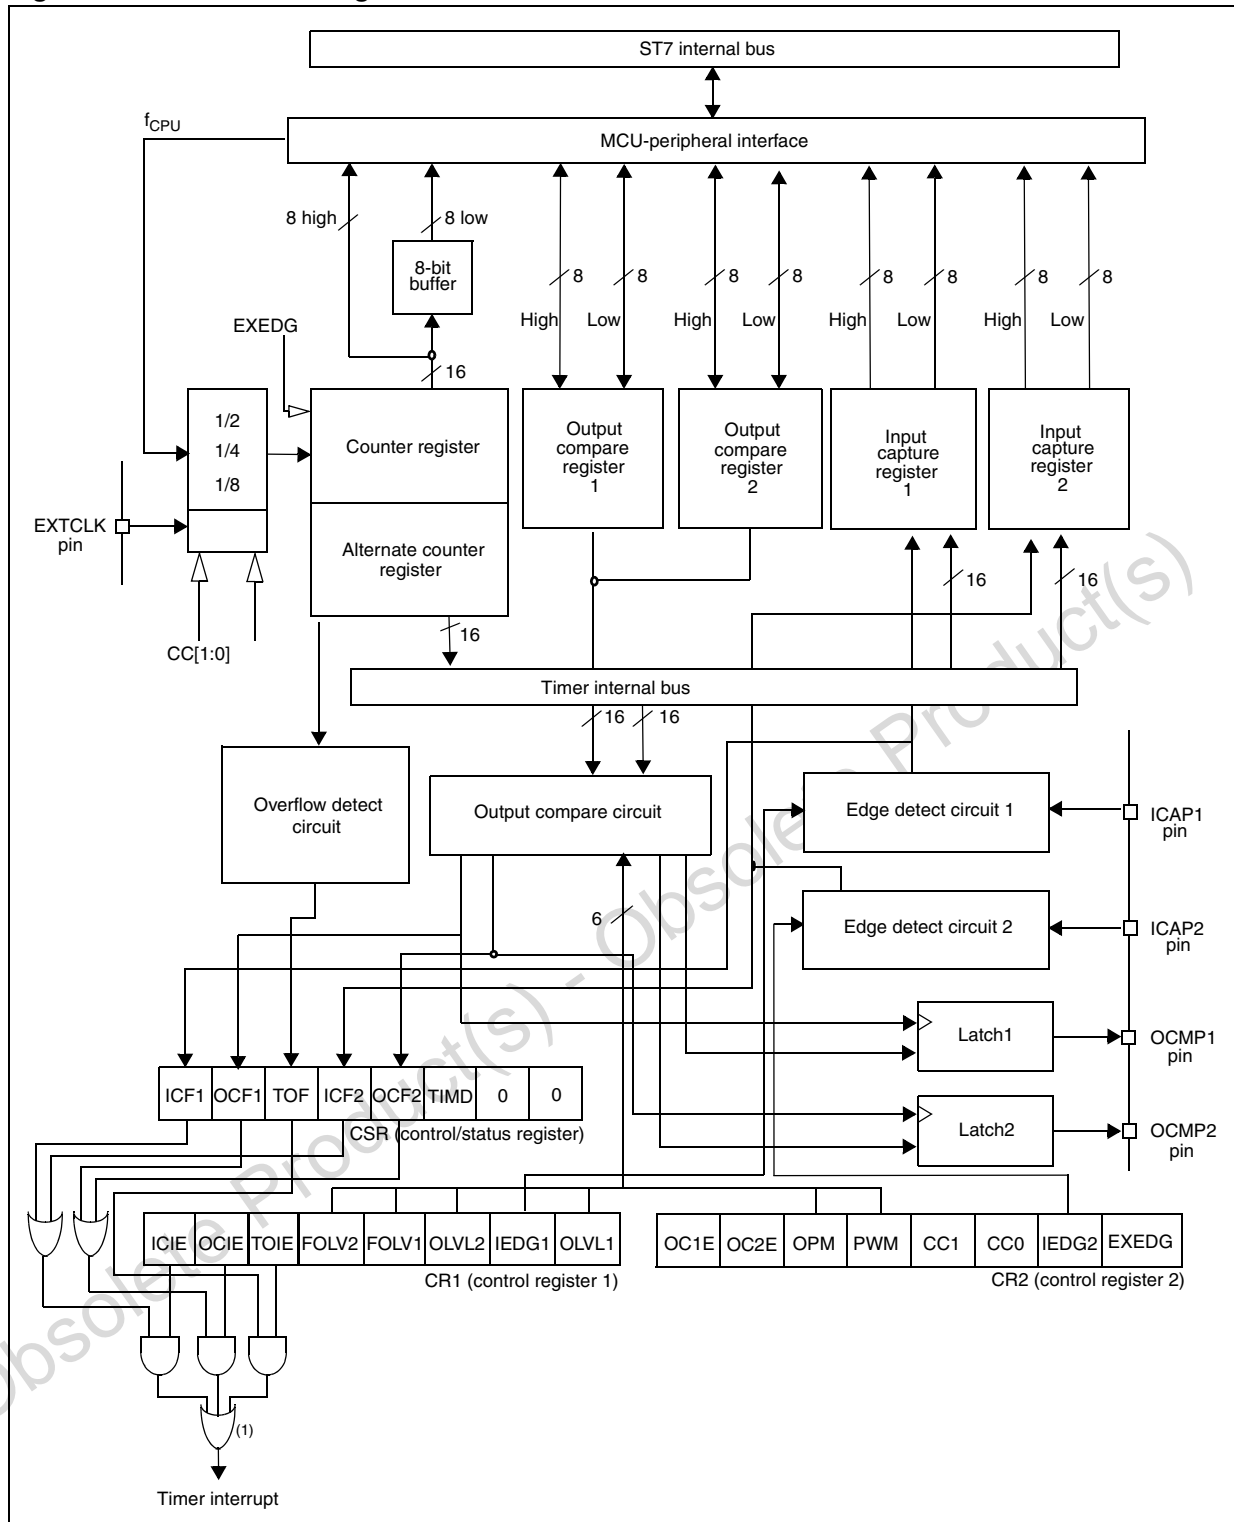 ST7 internal bus
fCPU
MCU-peripheral interface
8 high
8 low
8-bit
buffer
8
8
8
8
8
8
8
8
High
Low
High
Low
High
Low
High
Low
EXEDG
16
1/2
1/4
1/8
Counter register
Output
compare
register
1
Output
compare
register
2
Input
capture
register
1
Input
capture
register
2
EXTCLK
pin
Alternate counter
register
16
16
16
CC[1:0]
Timer internal bus
16
16
Overflow detect
circuit
Output compare circuit
Edge detect circuit 1
ICAP1
pin
6
Edge detect circuit 2
ICAP2
pin
Latch1
OCMP1
pin
ICF1 OCF1 TOF ICF2 OCF2 TIMD 0 0
CSR (control/status register)
Latch2
OCMP2
pin
ICIE OCIE TOIE FOLV2 FOLV1 OLVL2 IEDG1 OLVL1
CR1 (control register 1)
OC1E OC2E OPM PWM CC1 CC0 IEDG2 EXEDG
CR2 (control register 2)
(1)
Timer interrupt
Obsolete Product(s) - Obsolete Product(s)